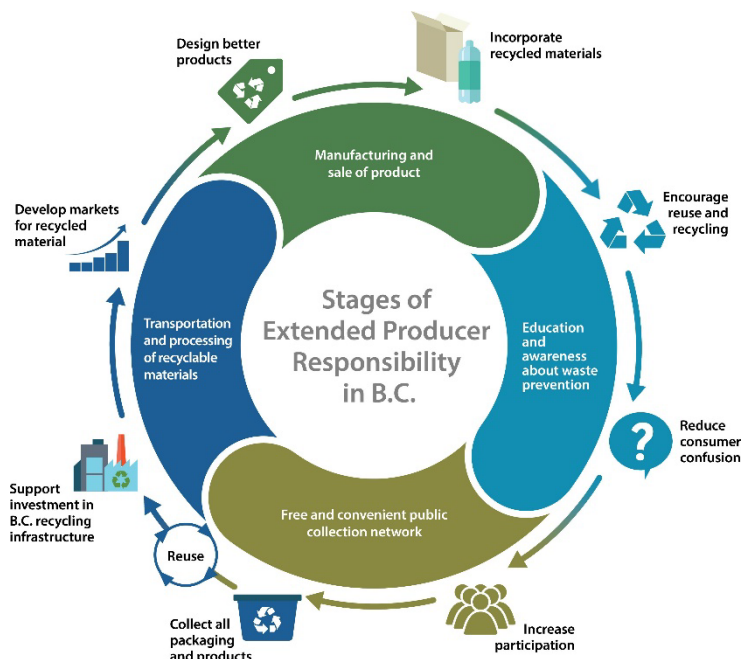 Design better
products
Incorporate
recycled materials
Manufacturing and
sale of product
Encourage
reuse and
recycling
Develop markets
for recycled
material
Stages of
Extended Producer
Responsibility
in B.C.
Transportation
and processing
of recyclable
materials
Education
and
awareness
about waste
prevention
?
Reduce
consumer
confusion
Support
investment in
B.C. recycling
infrastructure
Free and convenient public
collection network
Reuse
Collect all
packaging
and products
Increase
participation